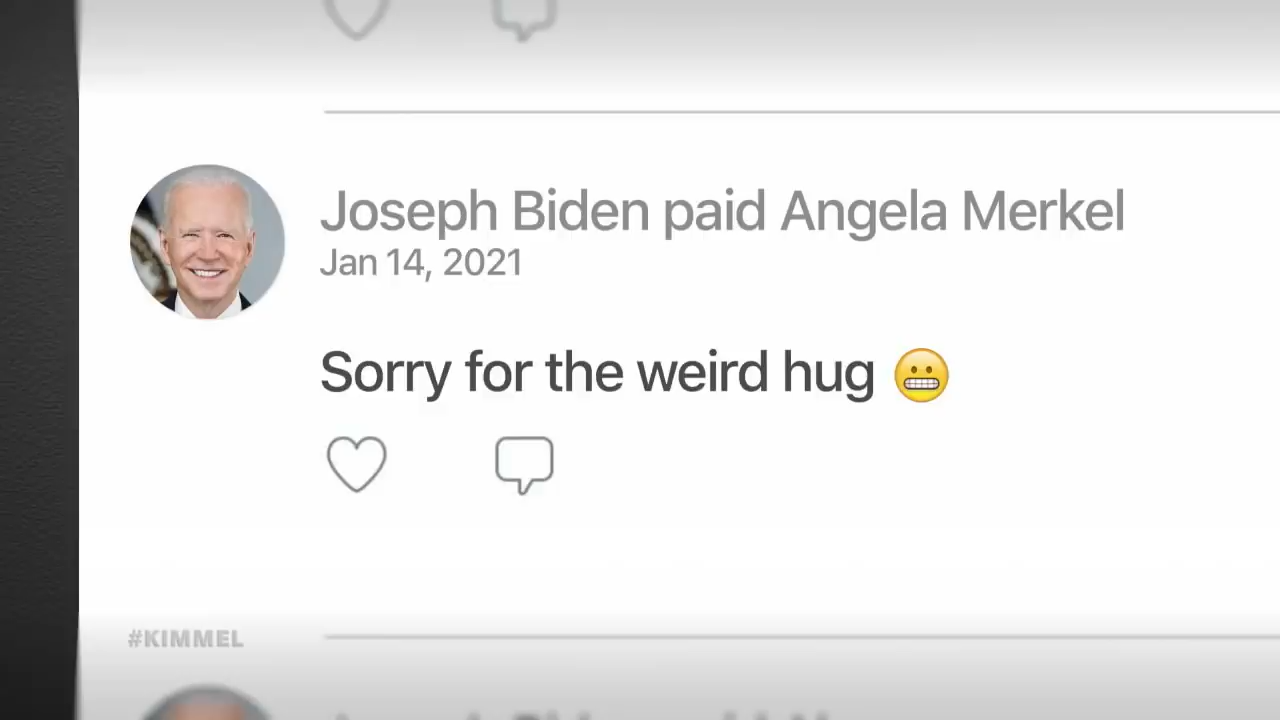 Joseph Biden paid Angela Merkel
Jan 14, 2021
Sorry for the weird hug 😬
#KIMMEL